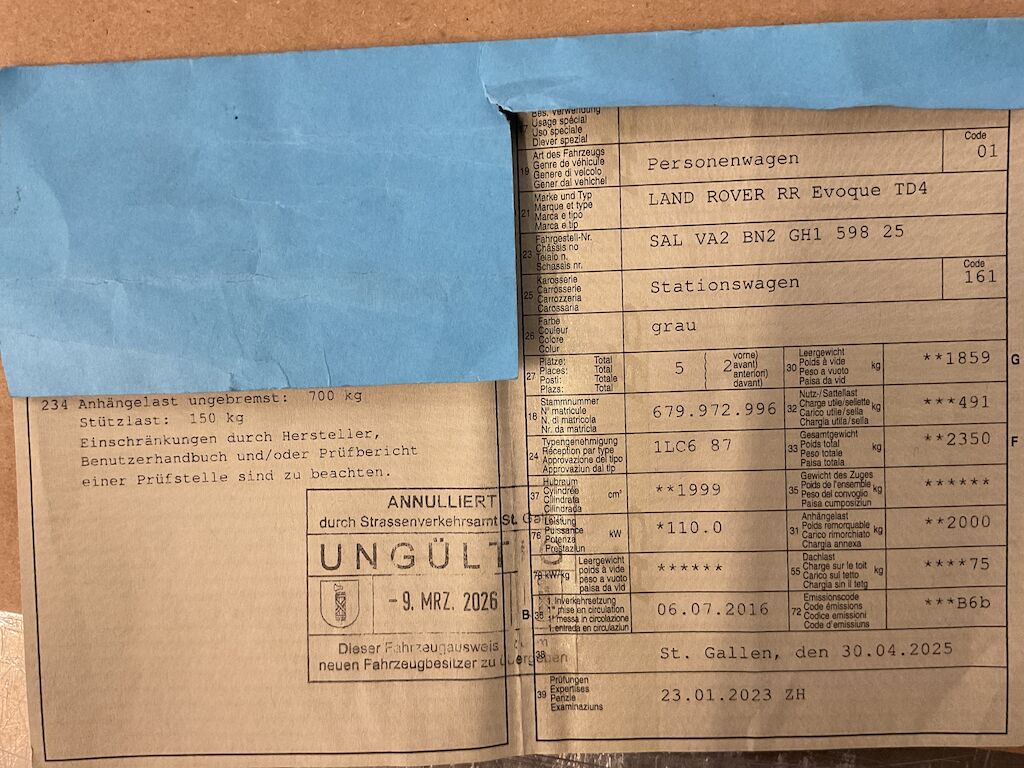 234 Anhängelast ungebremst: 700 kg
Stützlast: 150 kg
Einschränkungen durch Hersteller,
Benutzerhandbuch und/oder Prüfbericht
einer Prüfstelle sind zu beachten.
ANNULLIERT
durch Strassenverkehrsamt St. Gallen
UNGÜLTIG
-9. MRZ. 2026
Dieser Fahrzeugausweis ist dem
neuen Fahrzeugbesitzer zu übergeben
17 Bes. Verwendung
Usage spécial
Uso speciale
Diever spezial
19 Art des Fahrzeugs
Genre de véhicule
Genere di veicolo
Gener dal vehichel
Personenwagen
Code
01
21 Marke und Typ
Marque et type
Marca e tipo
Marca e tip
LAND ROVER RR Evoque TD4
23 Fahrgestell-Nr.
Châssis no
Telaio n.
Schassis nr.
SAL VA2 BN2 GH1 598 25
25 Karosserie
Carrosserie
Carrozzeria
Carossaria
Stationswagen
Code
161
26 Farbe
Couleur
Colore
Colur
grau
27 Plätze: Total
Places: Total
Posti: Totale
Plazs: Total
5 2 vorne)
avant)
anteriori)
davant)
30 Leergewicht
Poids à vide
Peso a vuoto
Paisa da vid
kg
**1859 G
18 Stammnummer
N° matricule
N. di matricola
Nr. da matricla
679.972.996
32 Nutz-/Sattellast
Charge utile/sellette
Carico utile/sella
Chargia utila/sella
kg
***491
24 Typengenehmigung
Réception par type
Approvazione del tipo
Approvaziun dal tip
1LC6 87
33 Gesamtgewicht
Poids total
Peso totale
Paisa totala
kg
**2350 F
37 Hubraum
Cylindrée
Cilindrata
Cilindrada
cm³
**1999
35 Gewicht des Zuges
Poids de l'ensemble
Peso del convoglio
Paisa cumposiziun
kg
******
76 Leistung
Puissance
Potenza
Prestaziun
kW
*110.0
31 Anhängelast
Poids remorquable
Carico rimorchiato
Chargia annexa
kg
**2000
78 kW/kg
Leergewicht
poids à vide
peso a vuoto
paisa da vid
******
55 Dachlast
Charge sur le toit
Carico sul tetto
Chargia sin il tetg
kg
****75
B 36 1. Inverkehrsetzung
1re mise en circulation
1a messa in circolazione
1. entrada en circulaziun
06.07.2016
72 Emissionscode
Code émissions
Codice emissioni
Code d'emissiuns
***B6b
38 St. Gallen, den 30.04.2025
39 Prüfungen
Expertises
Perizie
Examinaziuns
23.01.2023 ZH